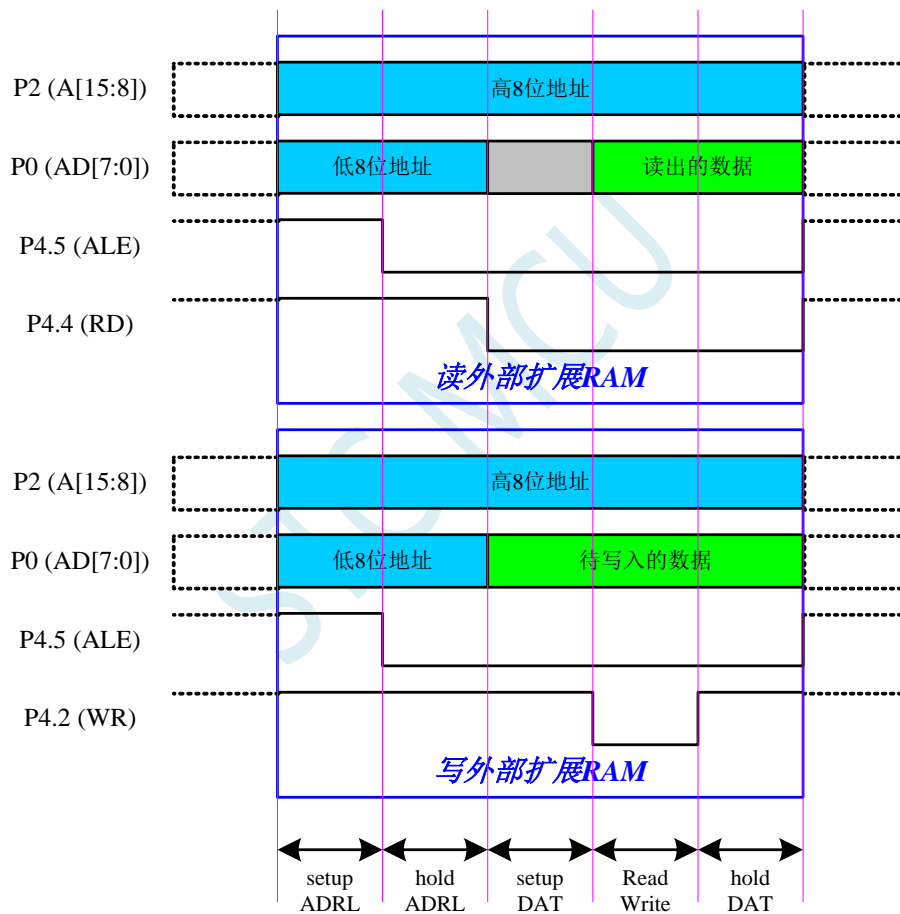 P2 (A[15:8])
高8位地址
P0 (AD[7:0])
低8位地址
读出的数据
P4.5 (ALE)
P4.4 (RD)
读外部扩展RAM
STC MCU
P2 (A[15:8])
高8位地址
P0 (AD[7:0])
低8位地址
待写入的数据
P4.5 (ALE)
P4.2 (WR)
写外部扩展RAM
setup
ADRL
hold
ADRL
setup
DAT
Read
Write
hold
DAT